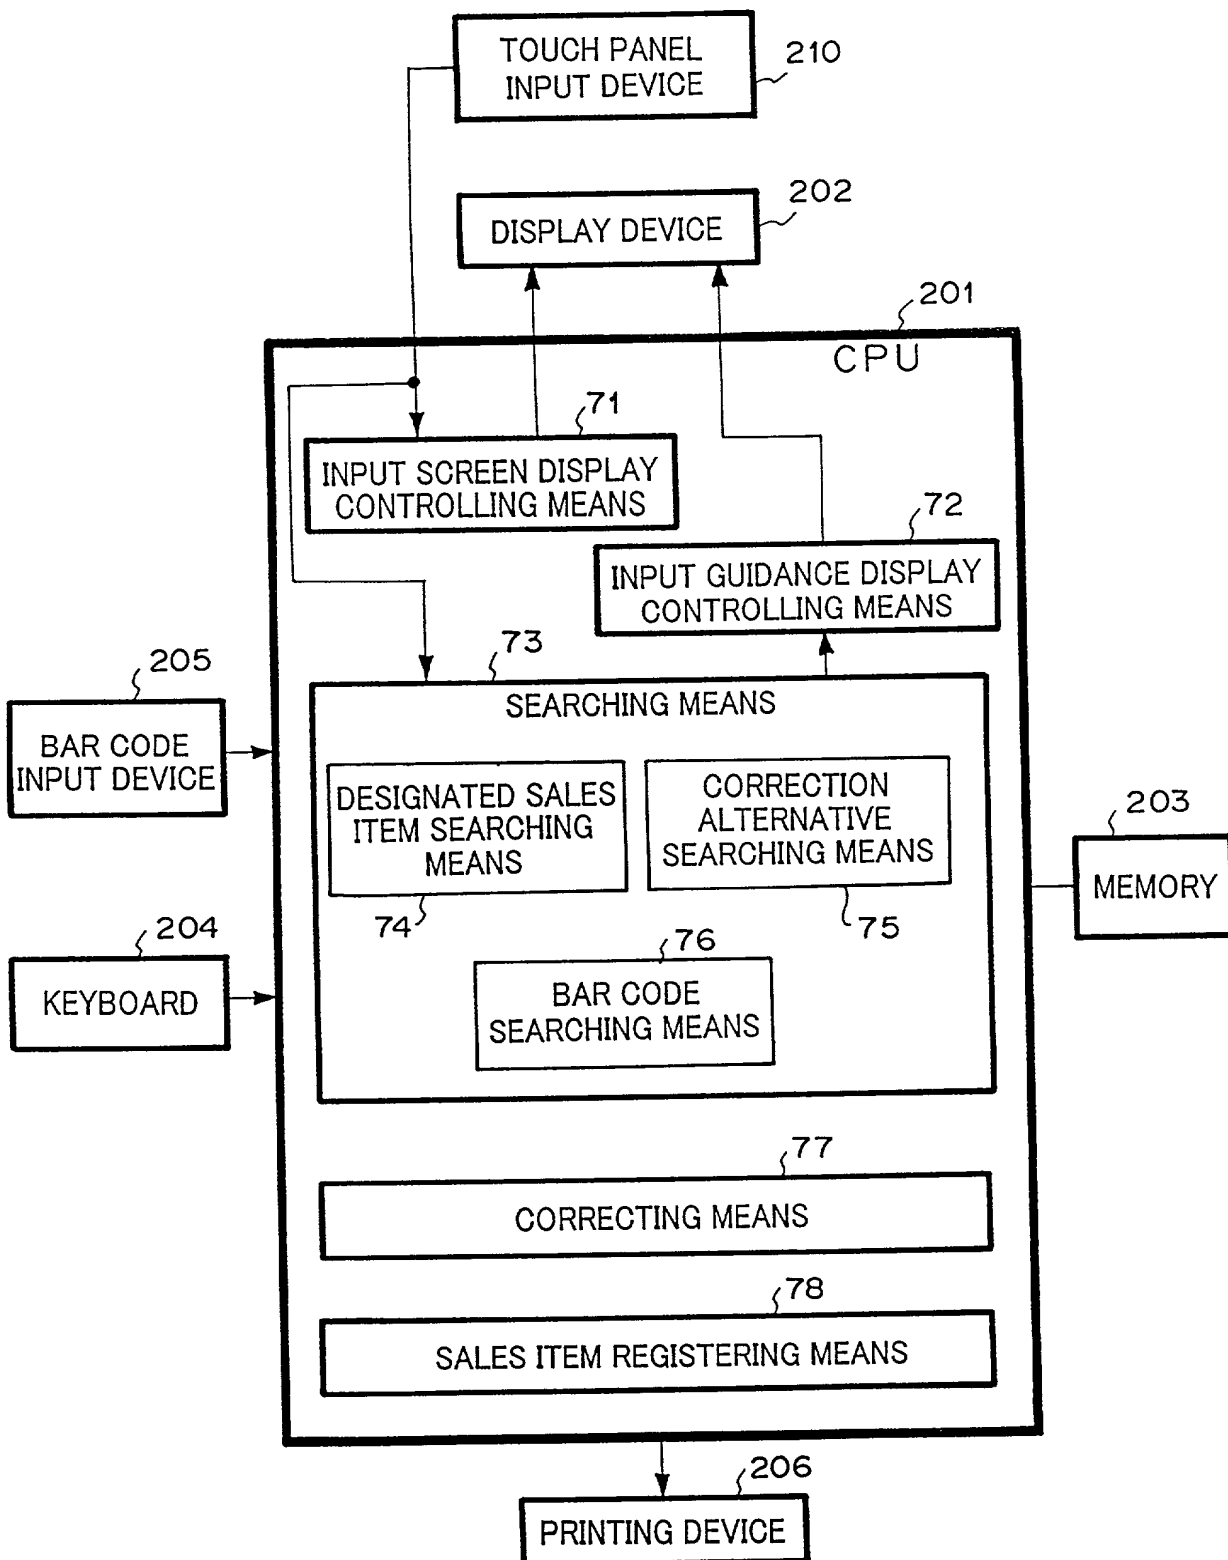 TOUCH PANEL
INPUT DEVICE
210
202
DISPLAY DEVICE
201
CPU
71
INPUT SCREEN DISPLAY
CONTROLLING MEANS
72
INPUT GUIDANCE DISPLAY
CONTROLLING MEANS
73
SEARCHING MEANS
205
BAR CODE
INPUT DEVICE
DESIGNATED SALES
ITEM SEARCHING
MEANS
74
CORRECTION
ALTERNATIVE
SEARCHING MEANS
75
203
MEMORY
204
KEYBOARD
76
BAR CODE
SEARCHING MEANS
77
CORRECTING MEANS
78
SALES ITEM REGISTERING MEANS
206
PRINTING DEVICE